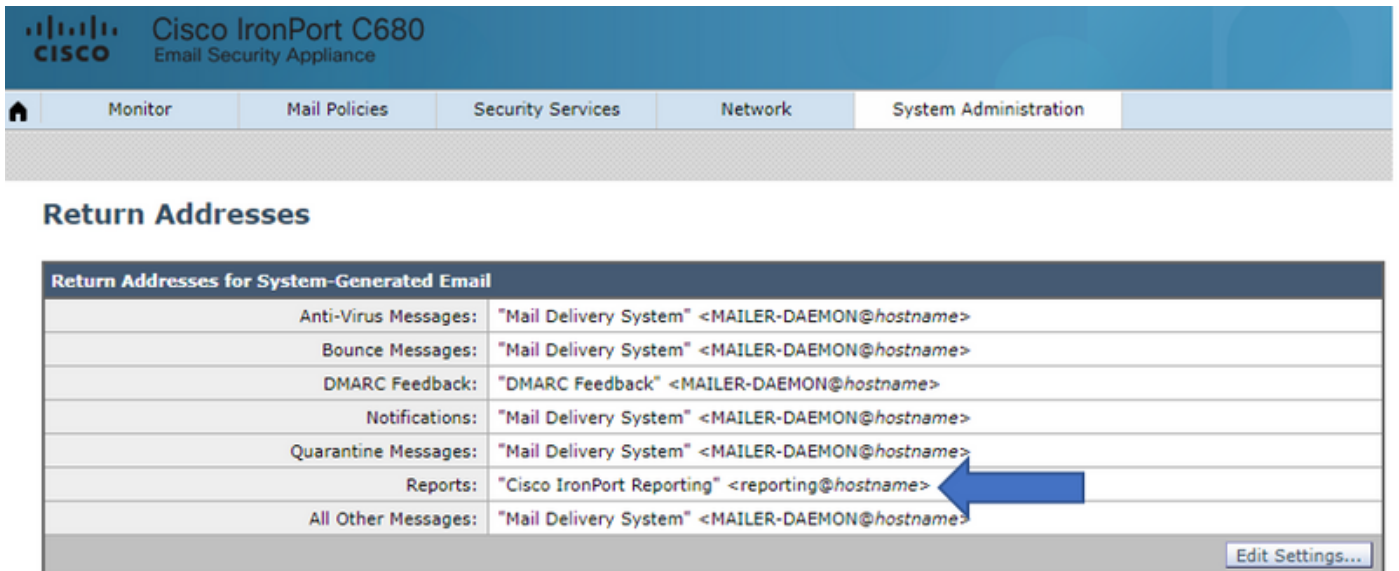 CISCO
Cisco IronPort C680
Email Security Appliance
Monitor Mail Policies Security Services Network System Administration
Return Addresses
Return Addresses for System-Generated Email
Anti-Virus Messages: "Mail Delivery System" <MAILER-DAEMON@hostname>
Bounce Messages: "Mail Delivery System" <MAILER-DAEMON@hostname>
DMARC Feedback: "DMARC Feedback" <MAILER-DAEMON@hostname>
Notifications: "Mail Delivery System" <MAILER-DAEMON@hostname>
Quarantine Messages: "Mail Delivery System" <MAILER-DAEMON@hostname>
Reports: "Cisco IronPort Reporting" <reporting@hostname>
All Other Messages: "Mail Delivery System" <MAILER-DAEMON@hostname>
Edit Settings...